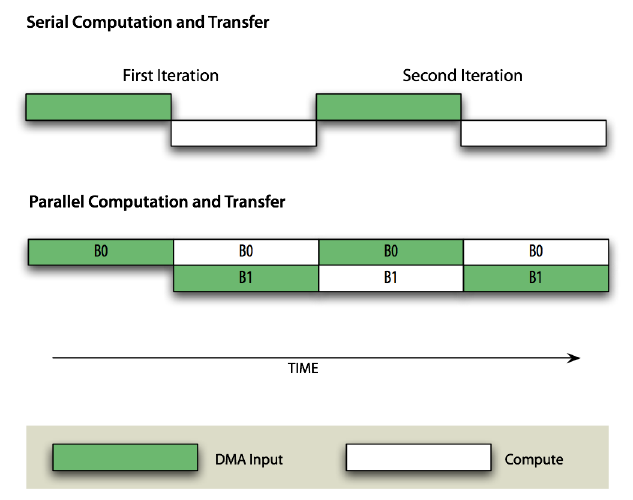 Serial Computation and Transfer
First Iteration Second Iteration
Parallel Computation and Transfer
B0 B0 B0 B0
B1 B1 B1
TIME
DMA Input Compute